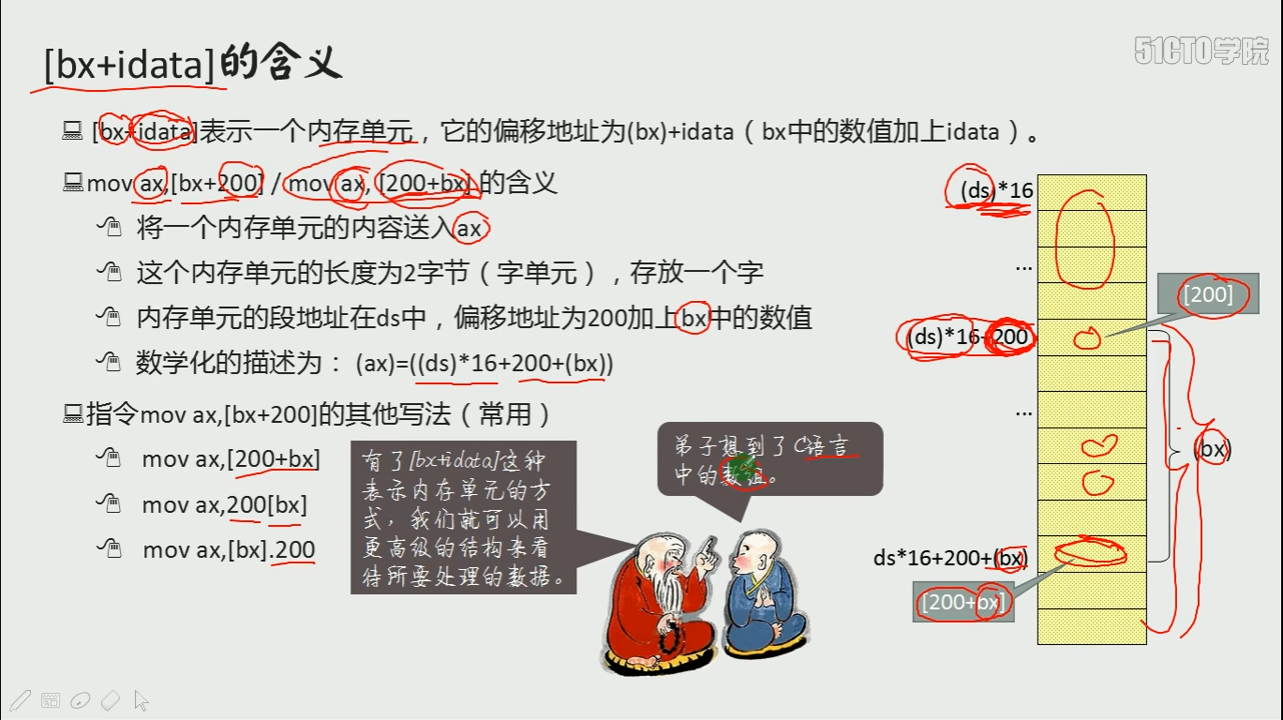 [bx+idata]的含义
51CTO学院
[bx+idata]表示一个内存单元，它的偏移地址为(bx)+idata（bx中的数值加上idata）。
mov ax,[bx+200] / mov ax, [200+bx] 的含义
将一个内存单元的内容送入ax
这个内存单元的长度为2字节（字单元），存放一个字
内存单元的段地址在ds中，偏移地址为200加上bx中的数值
数学化的描述为： (ax)=((ds)*16+200+(bx))
指令mov ax,[bx+200]的其他写法（常用）
mov ax,[200+bx]
mov ax,200[bx]
mov ax,[bx].200
有了[bx+idata]这种
表示内存单元的方
式，我们就可以用
更高级的结构来看
待所要处理的数据。
弟子想到了C语言
中的数组。
(ds)*16
...
[200]
(ds)*16+200
...
(bx)
ds*16+200+(bx)
[200+bx]